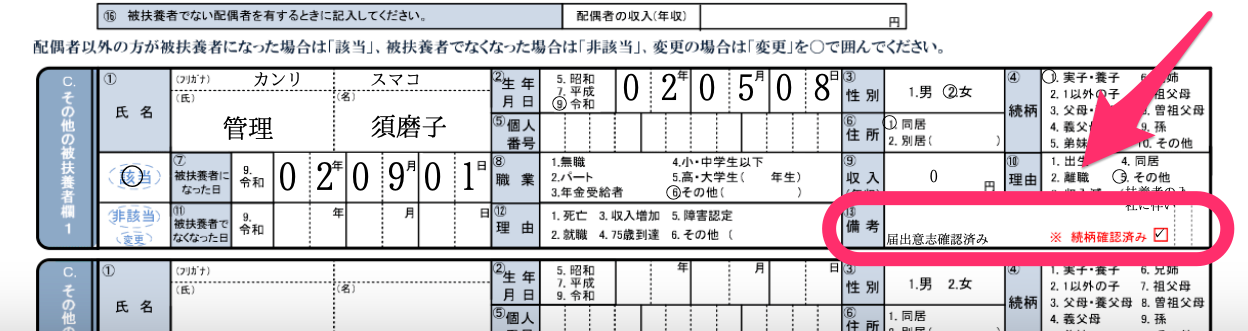 ⑯ 被扶養者でない配偶者を有するときに記入してください。 配偶者の収入(年収) 円
配偶者以外の方が被扶養者になった場合は「該当」、被扶養者でなくなった場合は「非該当」、変更の場合は「変更」を○で囲んでください。
C.その他の被扶養者欄1
① 氏名
(フリガナ) カンリ スマコ
(氏) 管理 (名) 須磨子
② 生年月日
5.昭和
7.平成
⑨令和
02年05月08日
③ 性別 1.男 ②女
④ 続柄
①.実子・養子
2.1以外の子 祖父母
3.父母・ 曽祖父母
4.義父 9.孫
5.弟妹 10.その他
⑤ 個人番号
⑥ 住所
1.同居
2.別居( )
該当
⑦ 被扶養者になった日 9.令和 02年09月01日
⑧ 職業
1.無職 4.小・中学生以下
2.パート 5.高・大学生( 年生)
3.年金受給者 ⑥その他( )
⑨ 収入 0円
⑩ 理由
1.出生 4.同居
2.離職 ⑤.その他
社に伴い
非該当
変更
⑪ 被扶養者でなくなった日 9.令和 年 月 日
⑫ 理由
1.死亡 3.収入増加 5.障害認定
2.就職 4.75歳到達 6.その他(
⑬ 備考
届出意志確認済み
※ 続柄確認済み ☑
C.その他の
① 氏名
(フリガナ)
(氏) (名)
② 生年月日
5.昭和
7.平成
9.令和
年 月 日
③ 性別 1.男 2.女
④ 続柄
1.実子・養子 6.兄姉
2.1以外の子 7.祖父母
3.父母・養父母 8.曽祖父母
4.義父母 9.孫
⑤ 個人
⑥ 住所
1.同居